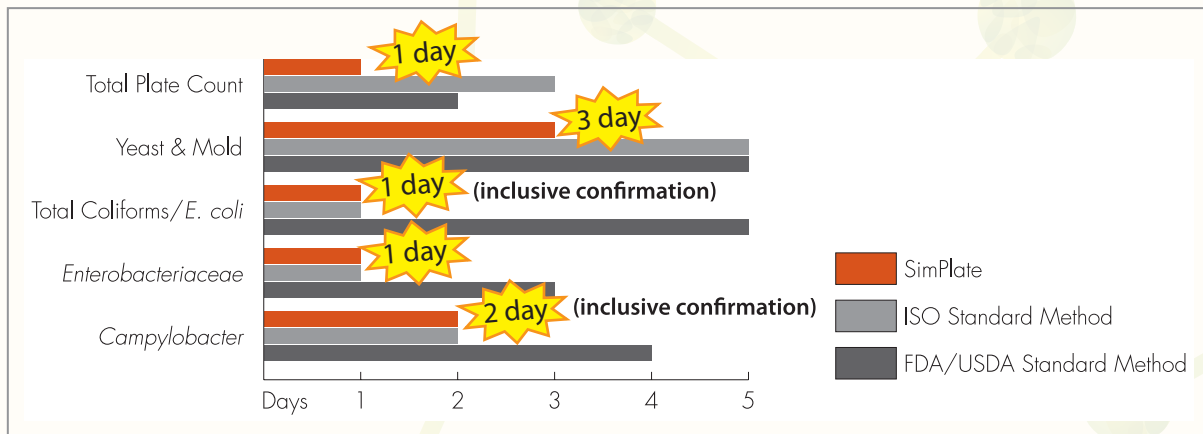 1 day
Total Plate Count
3 day
Yeast & Mold
1 day (inclusive confirmation)
Total Coliforms/E. coli
1 day
Enterobacteriaceae
2 day (inclusive confirmation)
Campylobacter
Days 1 2 3 4 5
SimPlate
ISO Standard Method
FDA/USDA Standard Method